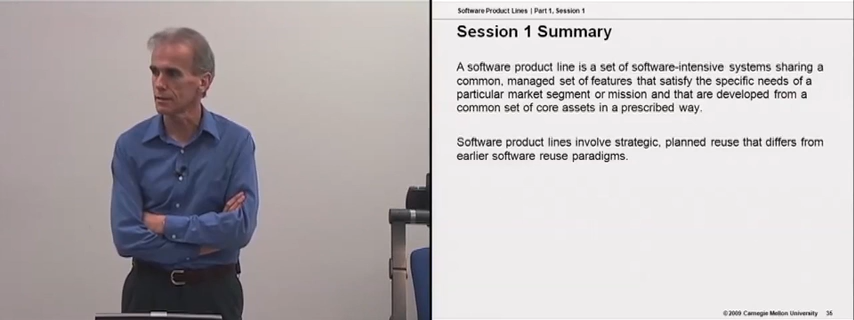 Software Product Lines | Part 1, Session 1
Session 1 Summary
A software product line is a set of software-intensive systems sharing a
common, managed set of features that satisfy the specific needs of a
particular market segment or mission and that are developed from a
common set of core assets in a prescribed way.
Software product lines involve strategic, planned reuse that differs from
earlier software reuse paradigms.
© 2009 Carnegie Mellon University 36